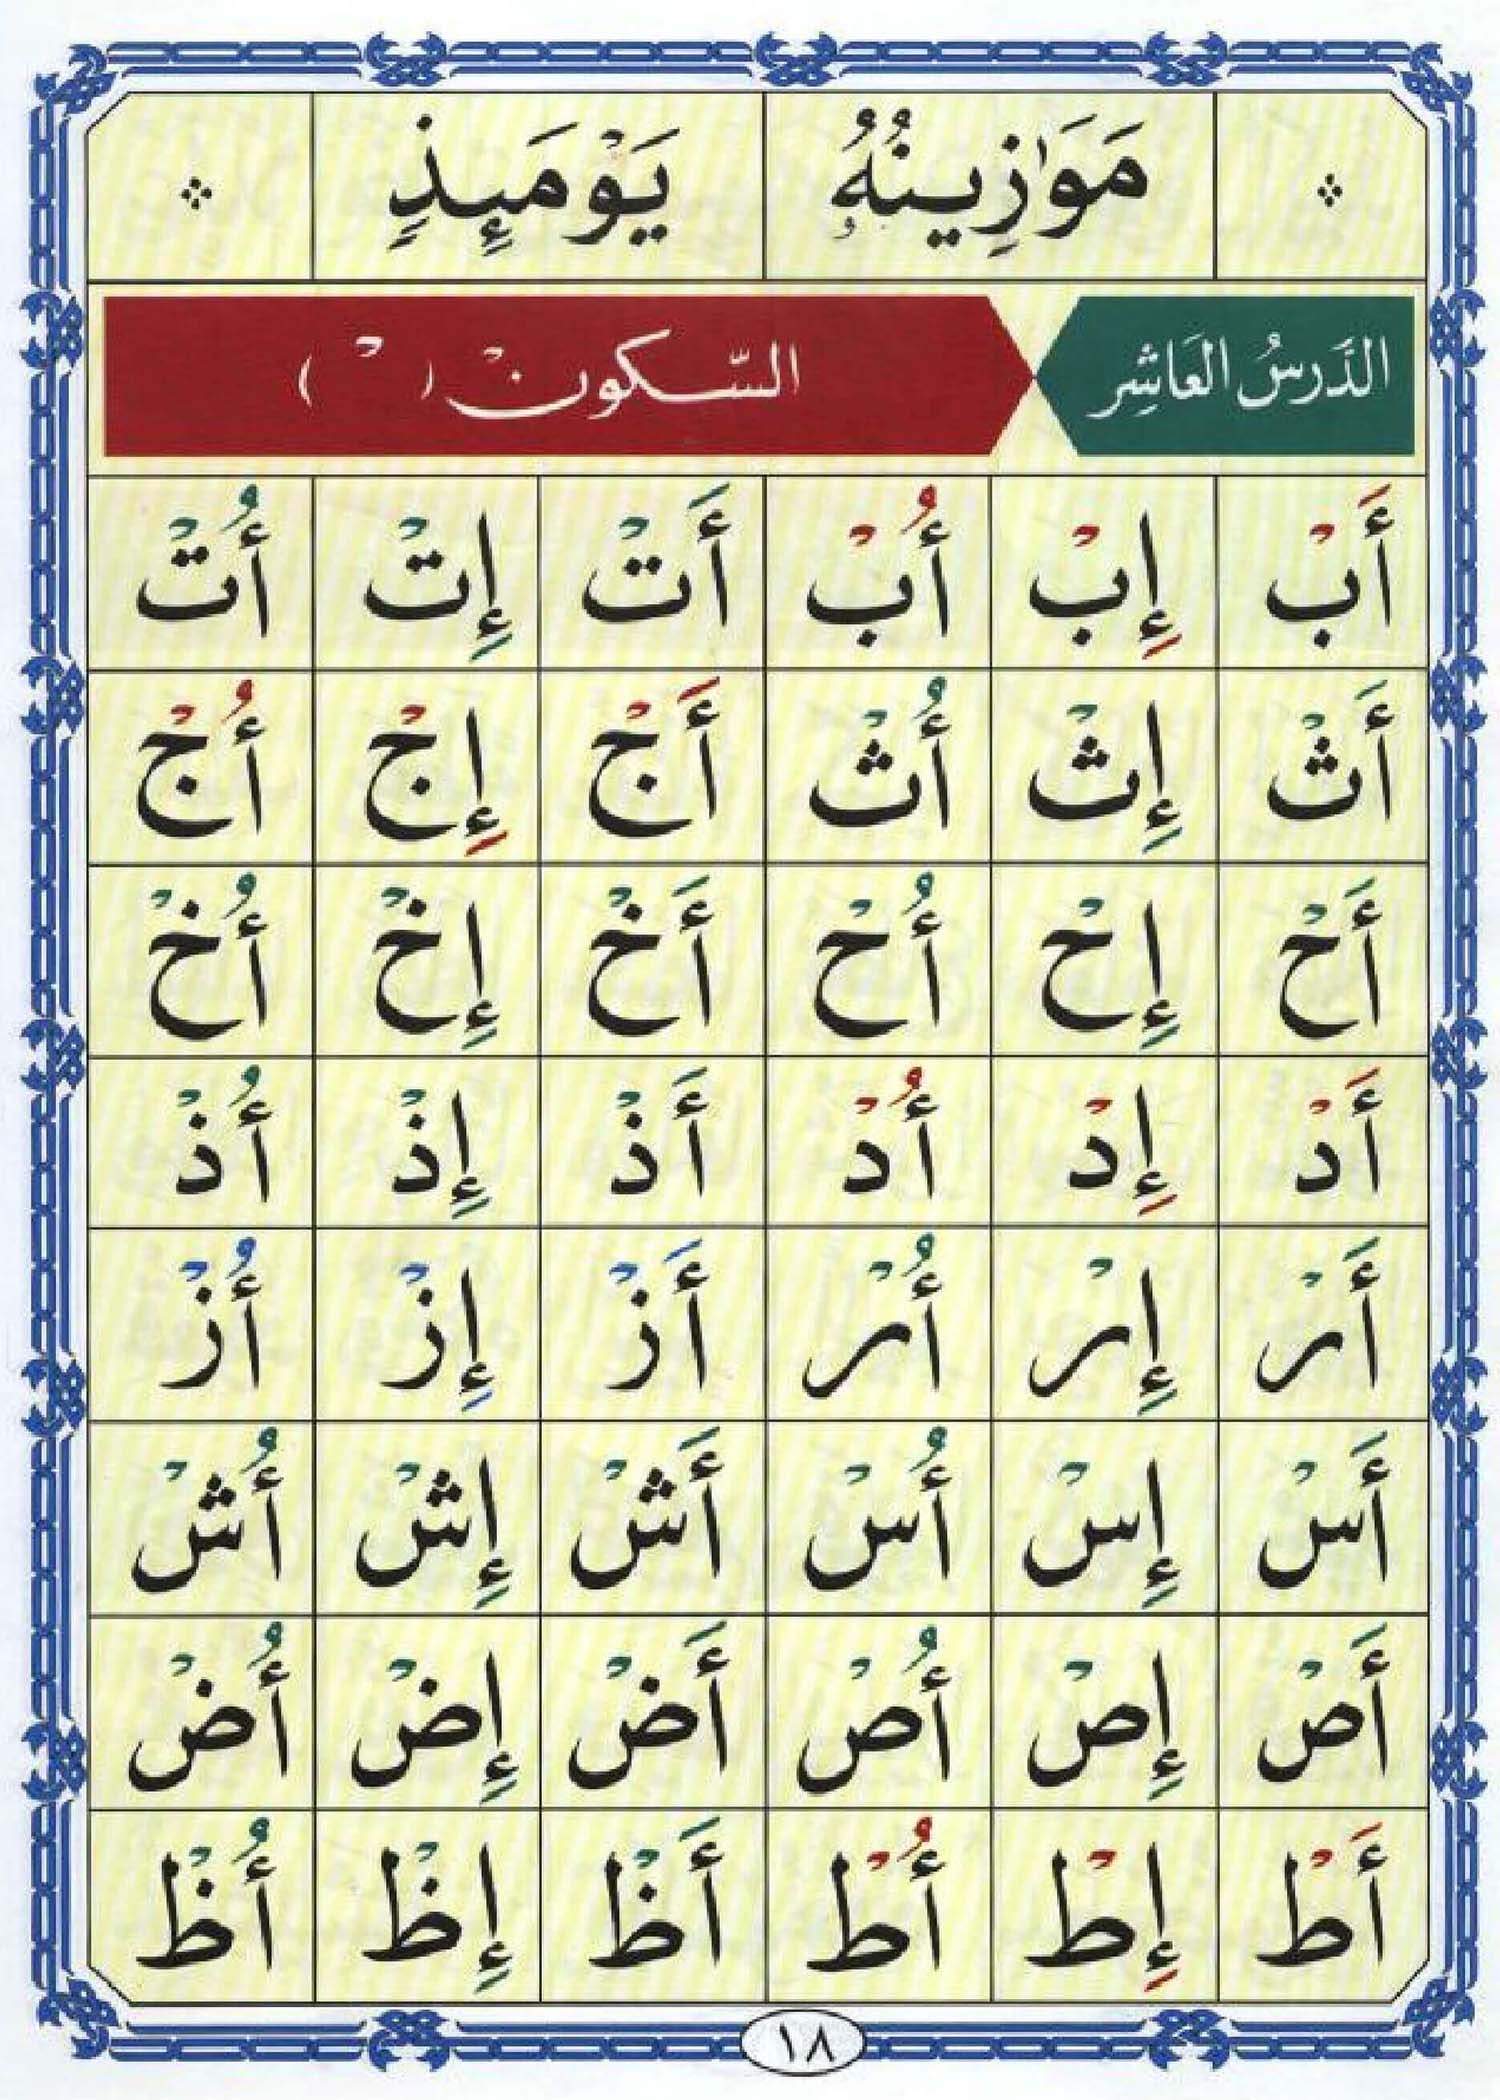 مَوَٰزِينُهُۥ يَوْمَئِذٍ
الدَّرسُ العَاشِر السّكونْ ( ْ )
أَبْ إِبْ أُبْ أَتْ إِتْ أُتْ
أَثْ إِثْ أُثْ أَجْ إِجْ أُجْ
أَحْ إِحْ أُحْ أَخْ إِخْ أُخْ
أَدْ إِدْ أُدْ أَذْ إِذْ أُذْ
أَرْ إِرْ أُرْ أَزْ إِزْ أُزْ
أَسْ إِسْ أُسْ أَشْ إِشْ أُشْ
أَصْ إِصْ أُصْ أَضْ إِضْ أُضْ
أَطْ إِطْ أُطْ أَظْ إِظْ أُظْ
١٨